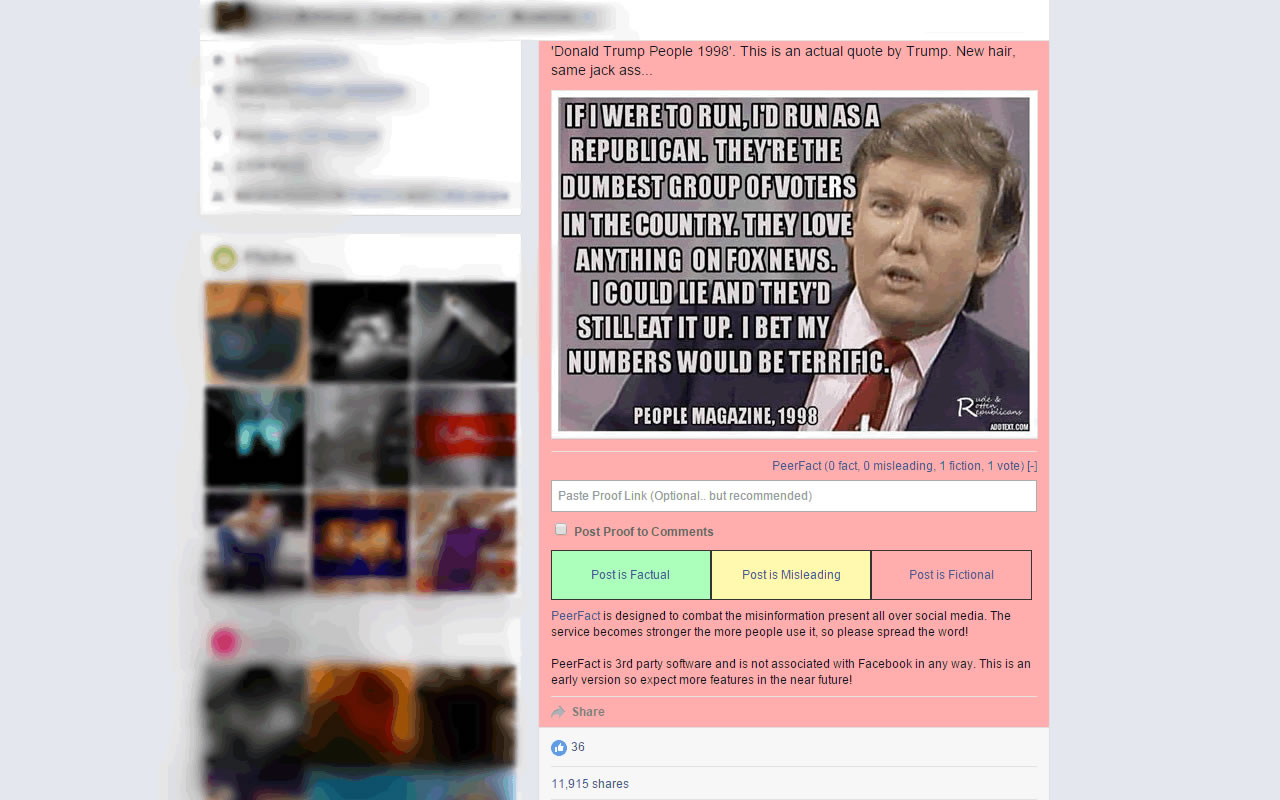 'Donald Trump People 1998'. This is an actual quote by Trump. New hair,
same jack ass...
IF I WERE TO RUN, I'D RUN AS A
REPUBLICAN. THEY'RE THE
DUMBEST GROUP OF VOTERS
IN THE COUNTRY. THEY LOVE
ANYTHING ON FOX NEWS.
I COULD LIE AND THEY'D
STILL EAT IT UP. I BET MY
NUMBERS WOULD BE TERRIFIC.
PEOPLE MAGAZINE, 1998
Rude &
Rotten
Republicans
ADDTEXT.COM
PeerFact (0 fact, 0 misleading, 1 fiction, 1 vote) [-]
Paste Proof Link (Optional.. but recommended)
Post Proof to Comments
Post is Factual
Post is Misleading
Post is Fictional
PeerFact is designed to combat the misinformation present all over social media. The
service becomes stronger the more people use it, so please spread the word!
PeerFact is 3rd party software and is not associated with Facebook in any way. This is an
early version so expect more features in the near future!
Share
36
11,915 shares